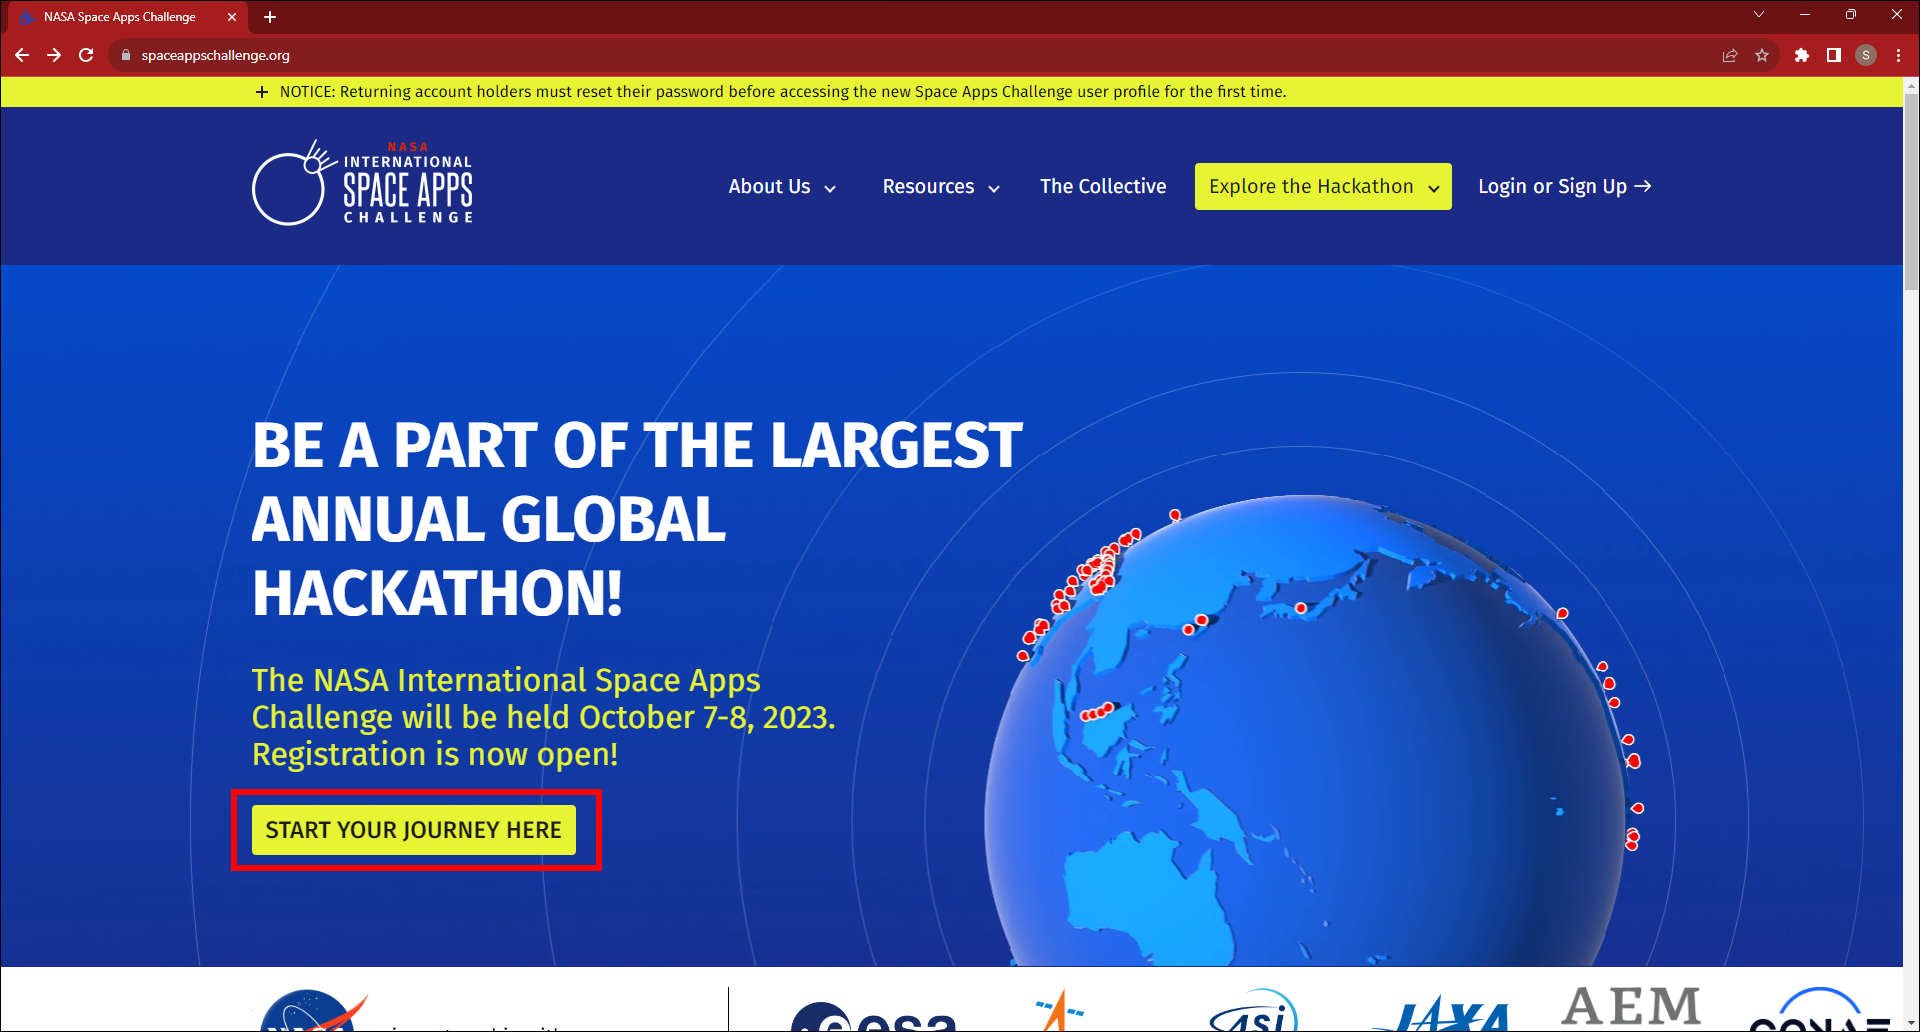 NASA Space Apps Challenge
spaceappschallenge.org
S
NOTICE: Returning account holders must reset their password before accessing the new Space Apps Challenge user profile for the first time.
NASA
INTERNATIONAL
SPACE APPS
CHALLENGE
About Us
Resources
The Collective
Explore the Hackathon
Login or Sign Up →
BE A PART OF THE LARGEST
ANNUAL GLOBAL
HACKATHON!
The NASA International Space Apps
Challenge will be held October 7-8, 2023.
Registration is now open!
START YOUR JOURNEY HERE
NASA
esa
asi
JAXA
AEM
CONAE